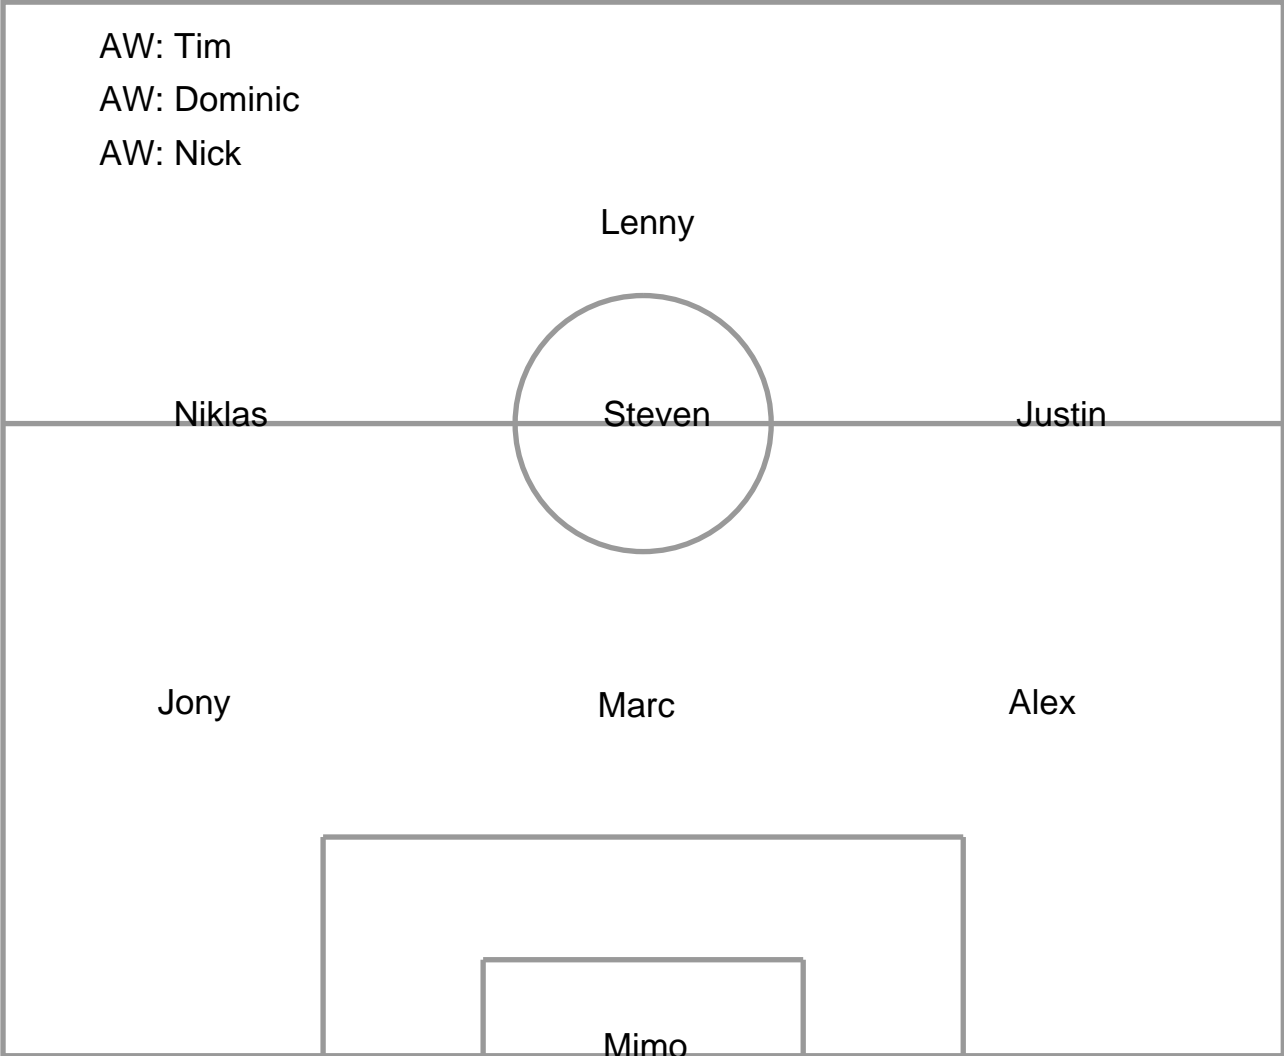 AW: Tim
AW: Dominic
AW: Nick
Lenny
Niklas Steven Justin
Jony Marc Alex
Mimo